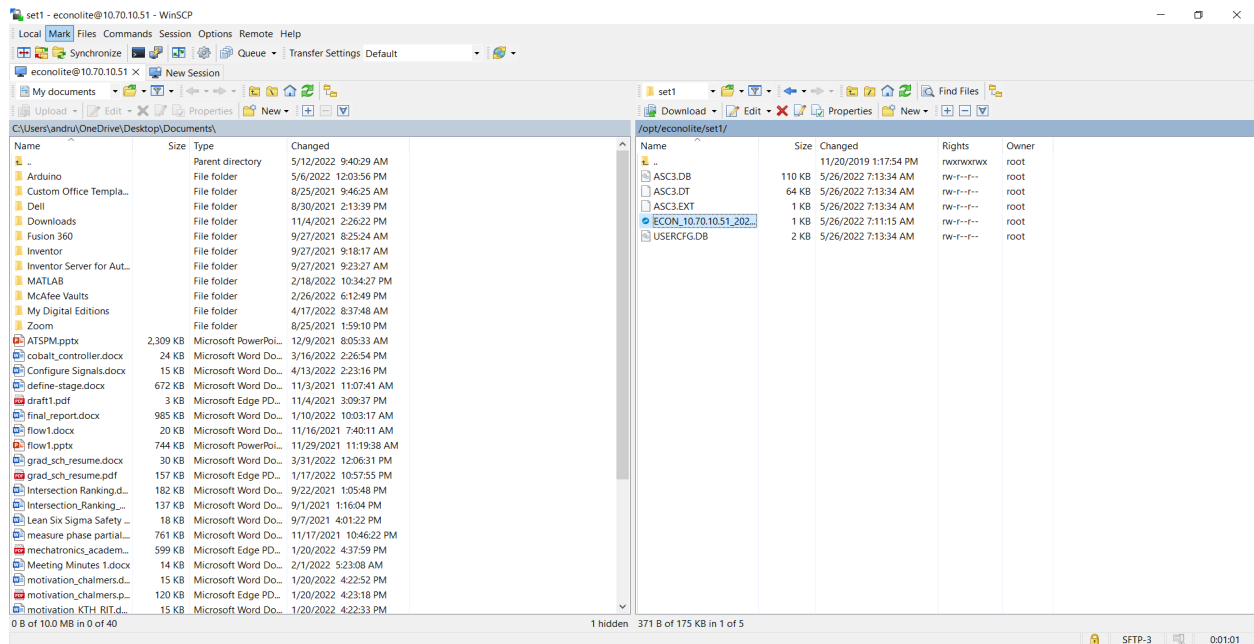 set1 - econolite@10.70.10.51 - WinSCP
Local Mark Files Commands Session Options Remote Help
Synchronize Queue Transfer Settings Default
econolite@10.70.10.51 × New Session
My documents
Upload Edit Properties New
C:\Users\andru\OneDrive\Desktop\Documents\
Name Size Type Changed
.. Parent directory 5/12/2022 9:40:29 AM
Arduino File folder 5/6/2022 12:03:56 PM
Custom Office Templa... File folder 8/25/2021 9:46:25 AM
Dell File folder 8/30/2021 2:13:39 PM
Downloads File folder 11/4/2021 2:26:22 PM
Fusion 360 File folder 9/27/2021 8:25:24 AM
Inventor File folder 9/27/2021 9:18:17 AM
Inventor Server for Aut... File folder 9/27/2021 9:23:27 AM
MATLAB File folder 2/18/2022 10:34:27 PM
McAfee Vaults File folder 2/26/2022 6:12:49 PM
My Digital Editions File folder 4/17/2022 8:37:48 AM
Zoom File folder 8/25/2021 1:59:10 PM
ATSPM.pptx 2,309 KB Microsoft PowerPoi... 12/9/2021 8:05:33 AM
cobalt_controller.docx 24 KB Microsoft Word Do... 3/16/2022 2:26:54 PM
Configure Signals.docx 15 KB Microsoft Word Do... 4/13/2022 2:23:16 PM
define-stage.docx 672 KB Microsoft Word Do... 11/3/2021 11:07:41 AM
draft1.pdf 3 KB Microsoft Edge PD... 11/4/2021 3:09:37 PM
final_report.docx 985 KB Microsoft Word Do... 1/10/2022 10:03:17 AM
flow1.docx 20 KB Microsoft Word Do... 11/16/2021 7:40:11 AM
flow1.pptx 744 KB Microsoft PowerPoi... 11/29/2021 11:19:38 AM
grad_sch_resume.docx 30 KB Microsoft Word Do... 3/31/2022 12:06:31 PM
grad_sch_resume.pdf 157 KB Microsoft Edge PD... 1/17/2022 10:57:55 PM
Intersection Ranking.d... 182 KB Microsoft Word Do... 9/22/2021 1:05:48 PM
Intersection_Ranking_... 137 KB Microsoft Word Do... 9/1/2021 1:16:04 PM
Lean Six Sigma Safety ... 18 KB Microsoft Word Do... 9/7/2021 4:01:22 PM
measure phase partial.... 761 KB Microsoft Word Do... 11/17/2021 10:46:22 PM
mechatronics_academ... 599 KB Microsoft Edge PD... 1/20/2022 4:37:59 PM
Meeting Minutes 1.docx 14 KB Microsoft Word Do... 2/1/2022 5:23:08 AM
motivation_chalmers.d... 15 KB Microsoft Word Do... 1/20/2022 4:22:52 PM
motivation_chalmers.p... 120 KB Microsoft Edge PD... 1/20/2022 4:23:18 PM
motivation_KTH_RIT.d... 15 KB Microsoft Word Do... 1/20/2022 4:22:33 PM
0 B of 10.0 MB in 0 of 40 1 hidden
set1 Find Files
Download Edit Properties New
/opt/econolite/set1/
Name Size Changed Rights Owner
.. 11/20/2019 1:17:54 PM rwxrwxrwx root
ASC3.DB 110 KB 5/26/2022 7:13:34 AM rw-r--r-- root
ASC3.DT 64 KB 5/26/2022 7:13:34 AM rw-r--r-- root
ASC3.EXT 1 KB 5/26/2022 7:13:34 AM rw-r--r-- root
ECON_10.70.10.51_202... 1 KB 5/26/2022 7:11:15 AM rw-r--r-- root
USERCFG.DB 2 KB 5/26/2022 7:13:34 AM rw-r--r-- root
371 B of 175 KB in 1 of 5
SFTP-3 0:01:01